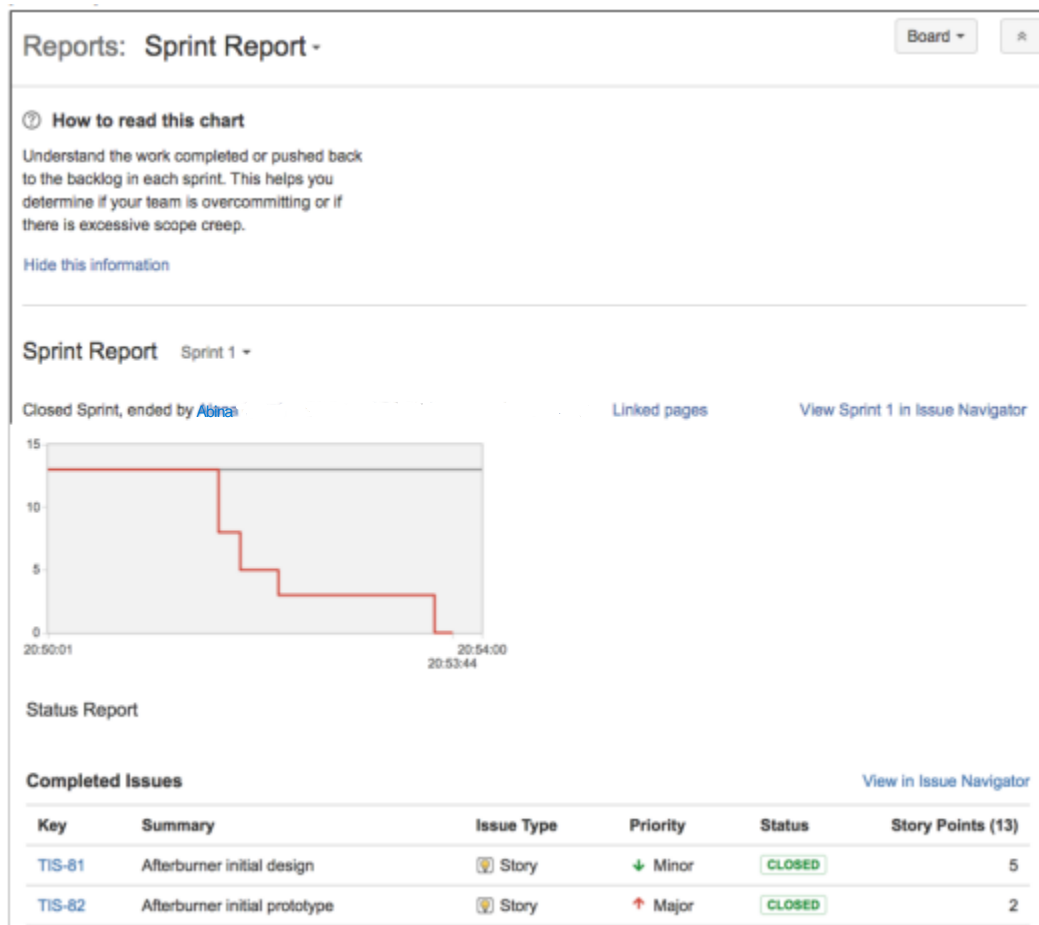 Reports: Sprint Report
Board
How to read this chart
Understand the work completed or pushed back
to the backlog in each sprint. This helps you
determine if your team is overcommitting or if
there is excessive scope creep.
Hide this information
Sprint Report Sprint 1
Closed Sprint, ended by Abina Linked pages View Sprint 1 in Issue Navigator
15
10
5
0
20:50:01 20:54:00
20:53:44
Status Report
Completed Issues View in Issue Navigator
Key Summary Issue Type Priority Status Story Points (13)
TIS-81 Afterburner initial design Story Minor CLOSED 5
TIS-82 Afterburner initial prototype Story Major CLOSED 2